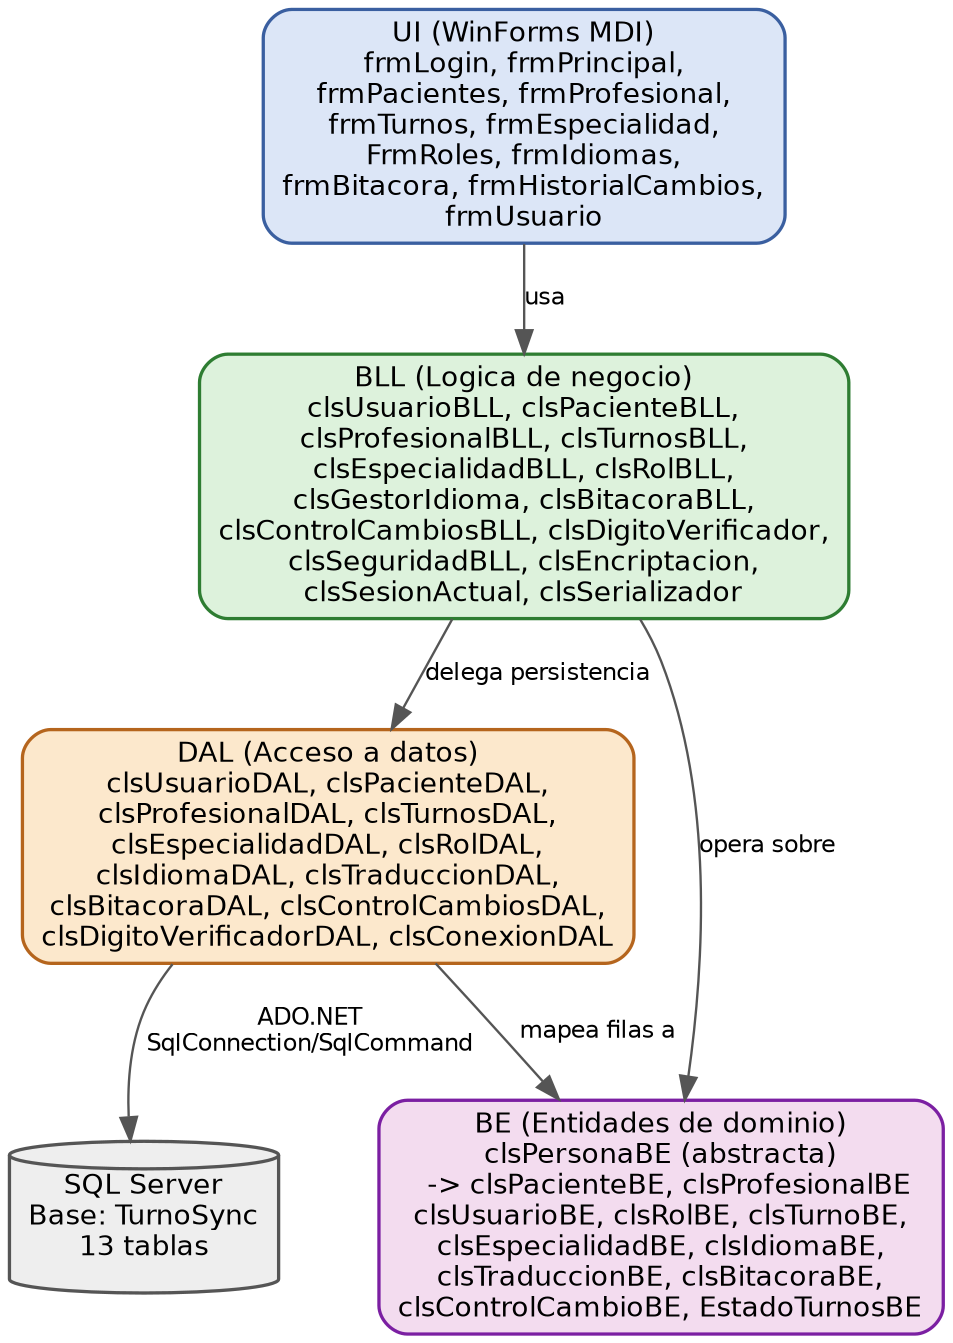 UI (WinForms MDI)
frmLogin, frmPrincipal,
frmPacientes, frmProfesional,
frmTurnos, frmEspecialidad,
FrmRoles, frmIdiomas,
frmBitacora, frmHistorialCambios,
frmUsuario
usa
BLL (Logica de negocio)
clsUsuarioBLL, clsPacienteBLL,
clsProfesionalBLL, clsTurnosBLL,
clsEspecialidadBLL, clsRolBLL,
clsGestorIdioma, clsBitacoraBLL,
clsControlCambiosBLL, clsDigitoVerificador,
clsSeguridadBLL, clsEncriptacion,
clsSesionActual, clsSerializador
delega persistencia
DAL (Acceso a datos)
clsUsuarioDAL, clsPacienteDAL,
clsProfesionalDAL, clsTurnosDAL,
clsEspecialidadDAL, clsRolDAL,
clsIdiomaDAL, clsTraduccionDAL,
clsBitacoraDAL, clsControlCambiosDAL,
clsDigitoVerificadorDAL, clsConexionDAL
opera sobre
ADO.NET
SqlConnection/SqlCommand
mapea filas a
SQL Server
Base: TurnoSync
13 tablas
BE (Entidades de dominio)
clsPersonaBE (abstracta)
-> clsPacienteBE, clsProfesionalBE
clsUsuarioBE, clsRolBE, clsTurnoBE,
clsEspecialidadBE, clsIdiomaBE,
clsTraduccionBE, clsBitacoraBE,
clsControlCambioBE, EstadoTurnosBE